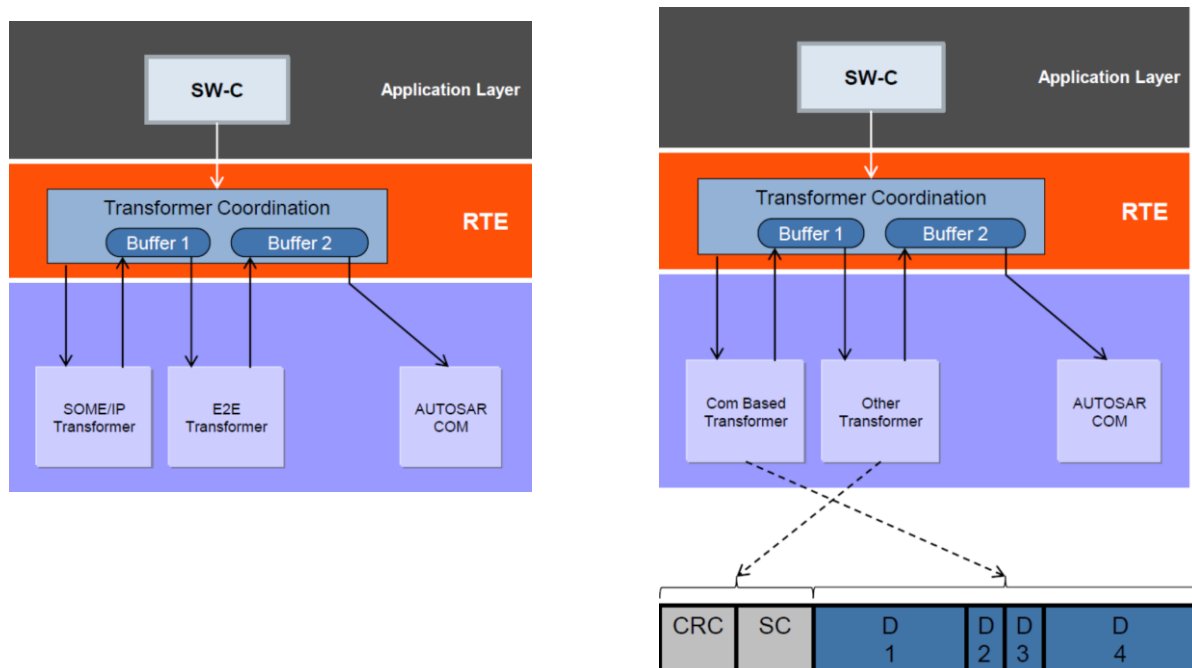 SW-C
Application Layer
Transformer Coordination
RTE
Buffer 1
Buffer 2
SOME/IP
Transformer
E2E
Transformer
AUTOSAR
COM
SW-C
Application Layer
Transformer Coordination
RTE
Buffer 1
Buffer 2
Com Based
Transformer
Other
Transformer
AUTOSAR
COM
CRC
SC
D
1
D
2
D
3
D
4